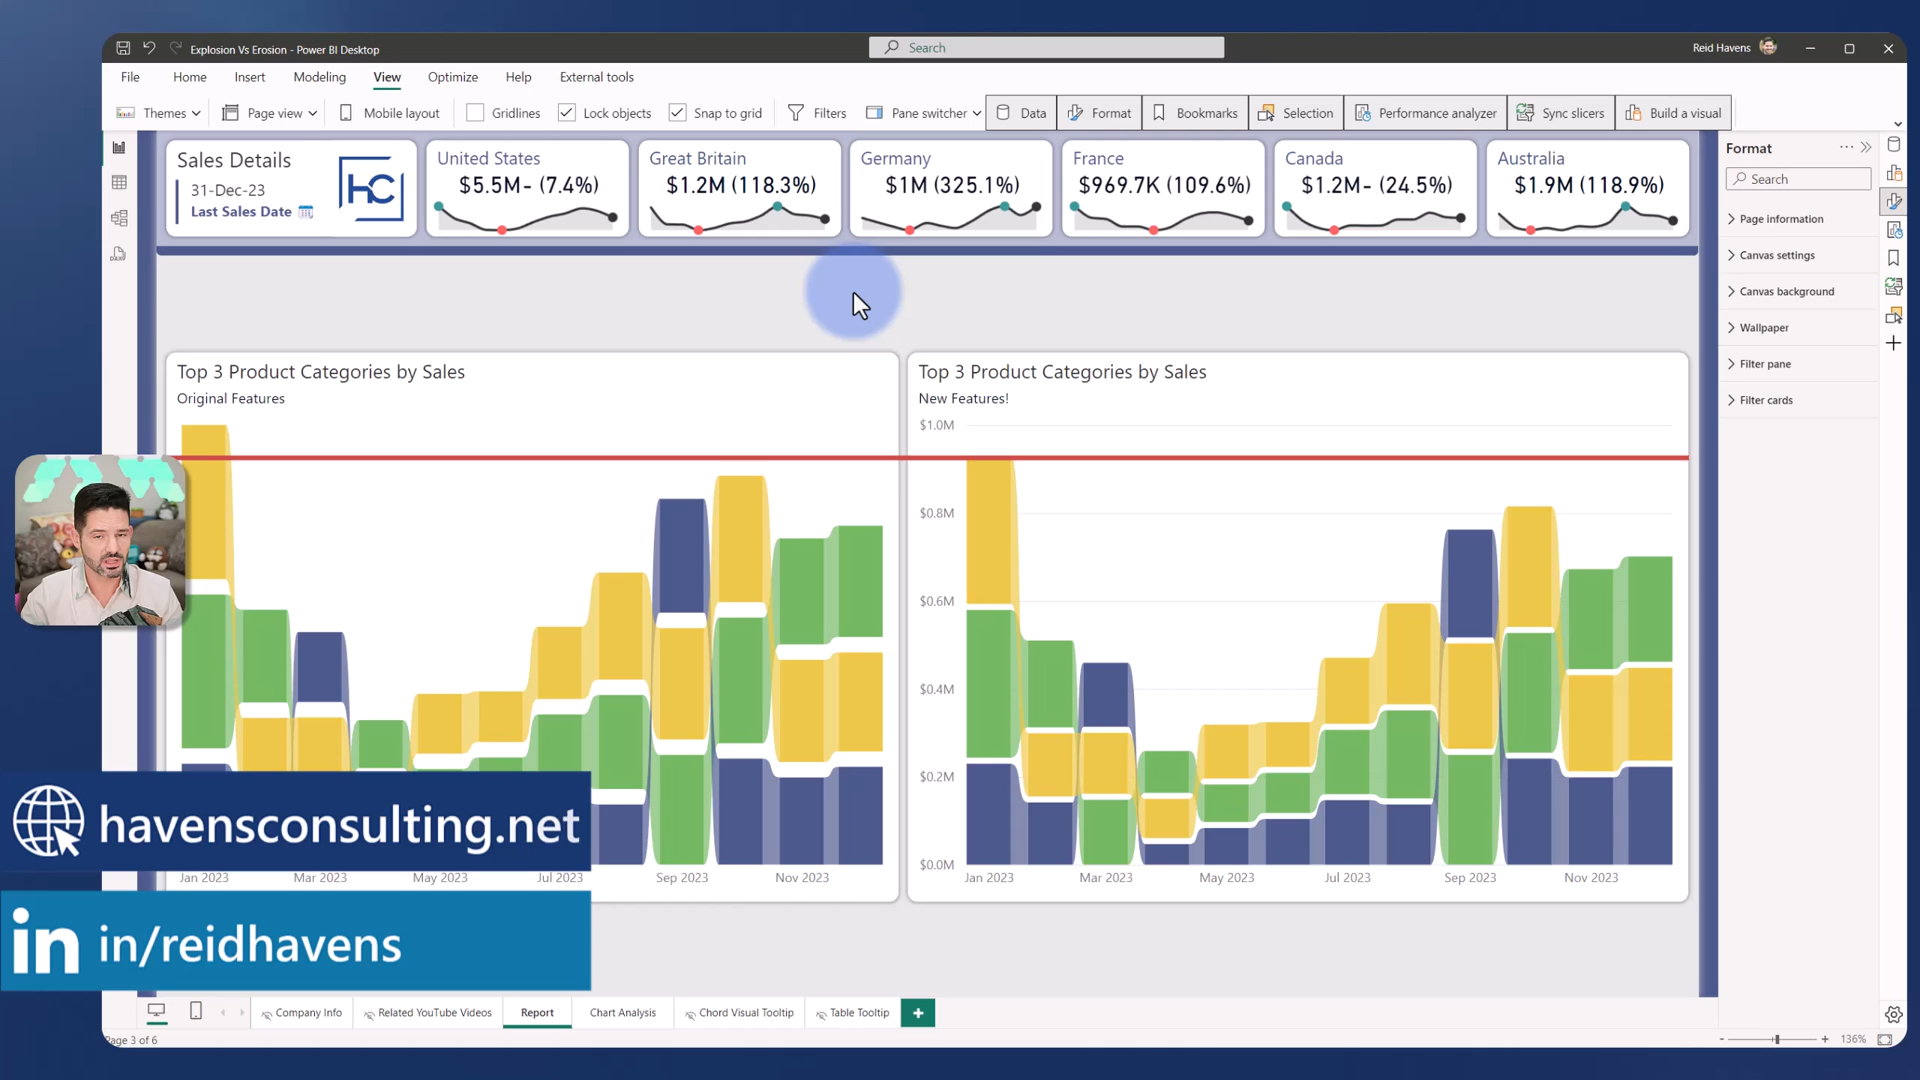 Explosion Vs Erosion - Power BI Desktop
Search
Reid Havens
File Home Insert Modeling View Optimize Help External tools
Themes Page view Mobile layout Gridlines Lock objects Snap to grid Filters Pane switcher Data Format Bookmarks Selection Performance analyzer Sync slicers Build a visual
Sales Details
31-Dec-23
Last Sales Date
HC
United States
$5.5M- (7.4%)
Great Britain
$1.2M (118.3%)
Germany
$1M (325.1%)
France
$969.7K (109.6%)
Canada
$1.2M- (24.5%)
Australia
$1.9M (118.9%)
Format
Search
Page information
Canvas settings
Canvas background
Wallpaper
Filter pane
Filter cards
Top 3 Product Categories by Sales
Original Features
Jan 2023 Mar 2023 May 2023 Jul 2023 Sep 2023 Nov 2023
Top 3 Product Categories by Sales
New Features!
$1.0M
$0.8M
$0.6M
$0.4M
$0.2M
$0.0M
Jan 2023 Mar 2023 May 2023 Jul 2023 Sep 2023 Nov 2023
havensconsulting.net
in in/reidhavens
Company Info Related YouTube Videos Report Chart Analysis Chord Visual Tooltip Table Tooltip
Page 3 of 6
136%